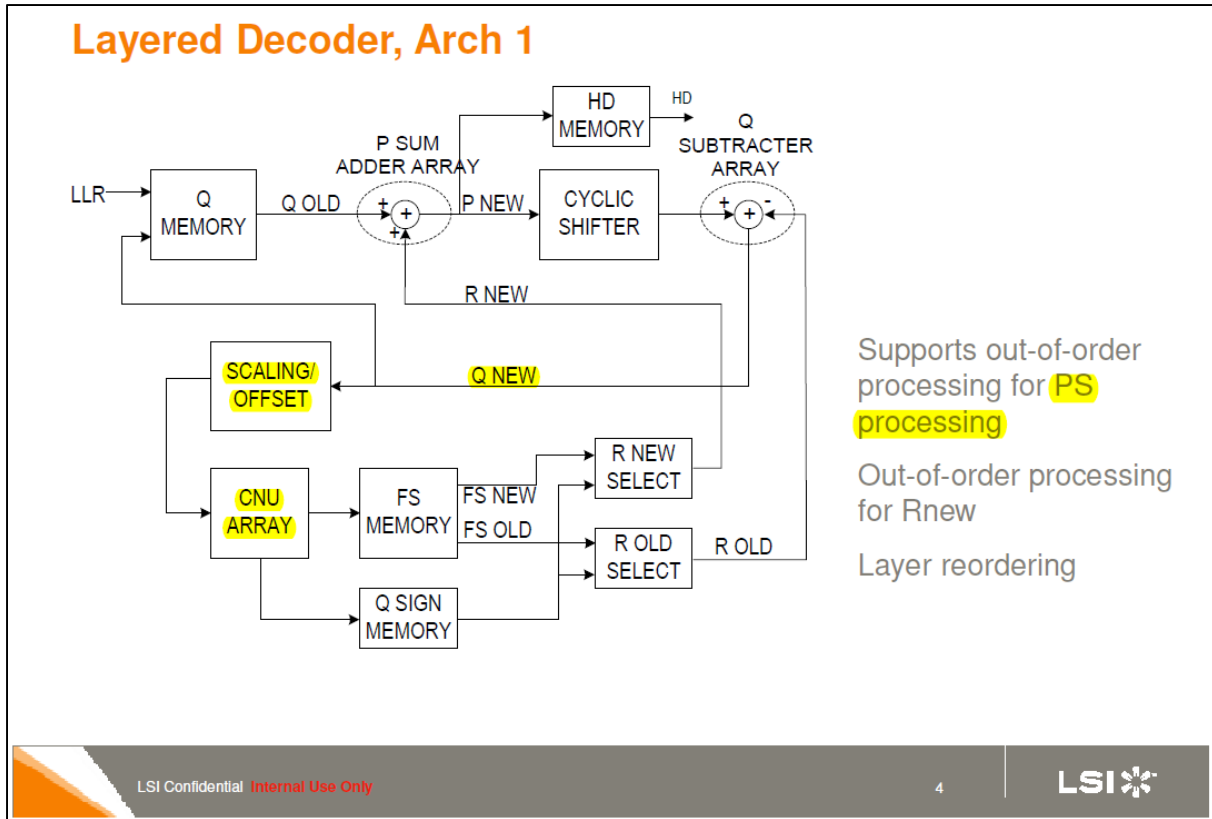 Layered Decoder, Arch 1
HD
MEMORY
HD
Q
SUBTRACTER
ARRAY
P SUM
ADDER ARRAY
LLR
Q
MEMORY
Q OLD
+
+
+
P NEW
CYCLIC
SHIFTER
+
-
+
R NEW
SCALING/
OFFSET
Q NEW
CNU
ARRAY
FS
MEMORY
FS NEW
FS OLD
R NEW
SELECT
R OLD
SELECT
R OLD
Q SIGN
MEMORY
Supports out-of-order
processing for PS
processing
Out-of-order processing
for Rnew
Layer reordering
LSI Confidential Internal Use Only
4
LSI